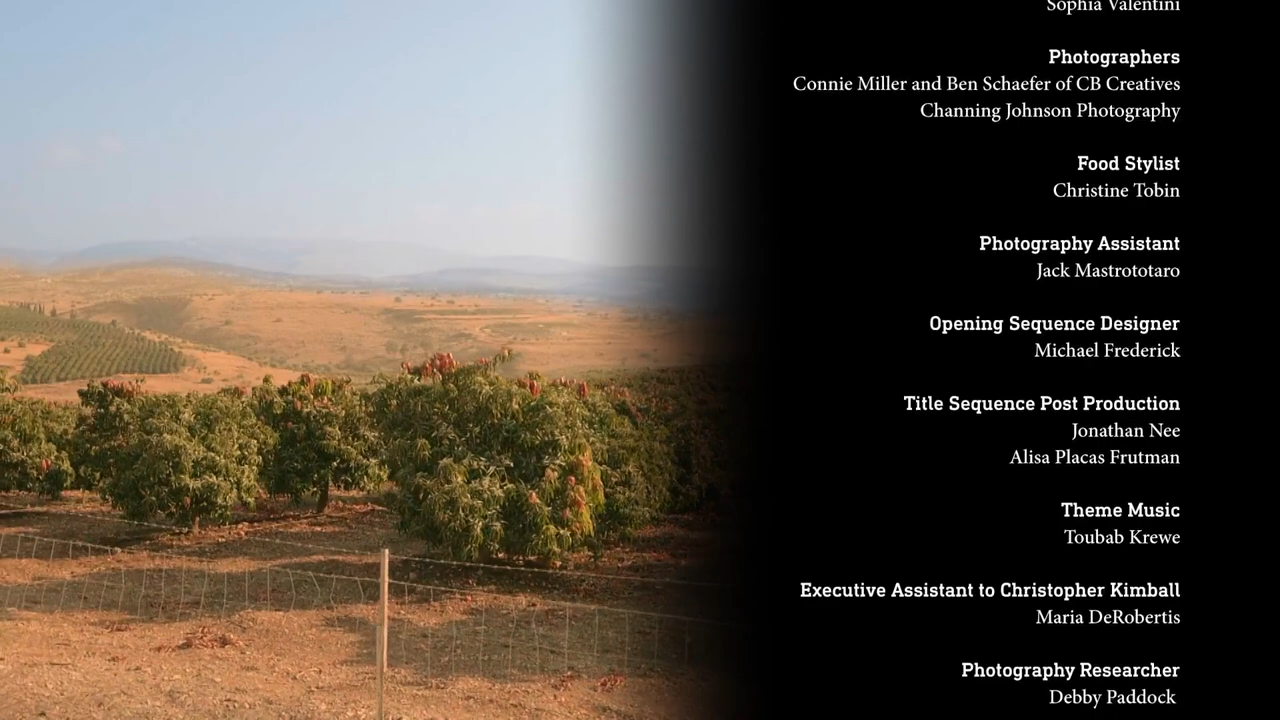 Sophia Valentini
Photographers
Connie Miller and Ben Schaefer of CB Creatives
Channing Johnson Photography
Food Stylist
Christine Tobin
Photography Assistant
Jack Mastrototaro
Opening Sequence Designer
Michael Frederick
Title Sequence Post Production
Jonathan Nee
Alisa Placas Frutman
Theme Music
Toubab Krewe
Executive Assistant to Christopher Kimball
Maria DeRobertis
Photography Researcher
Debby Paddock